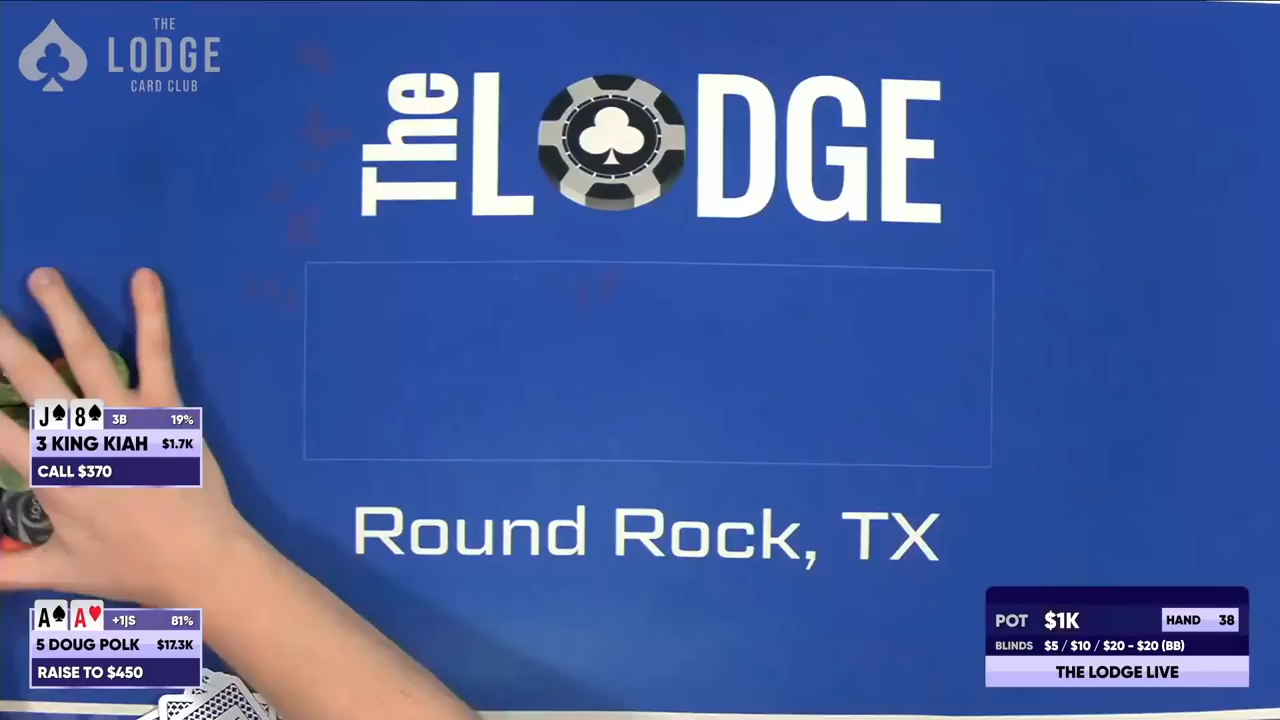 THE
LODGE
CARD CLUB
The LODGE
Round Rock, TX
J♠ 8♠ 3B 19%
3 KING KIAH $1.7K
CALL $370
A♠ A♥ +1|S 81%
5 DOUG POLK $17.3K
RAISE TO $450
POT $1K HAND 38
BLINDS $5 / $10 / $20 - $20 (BB)
THE LODGE LIVE